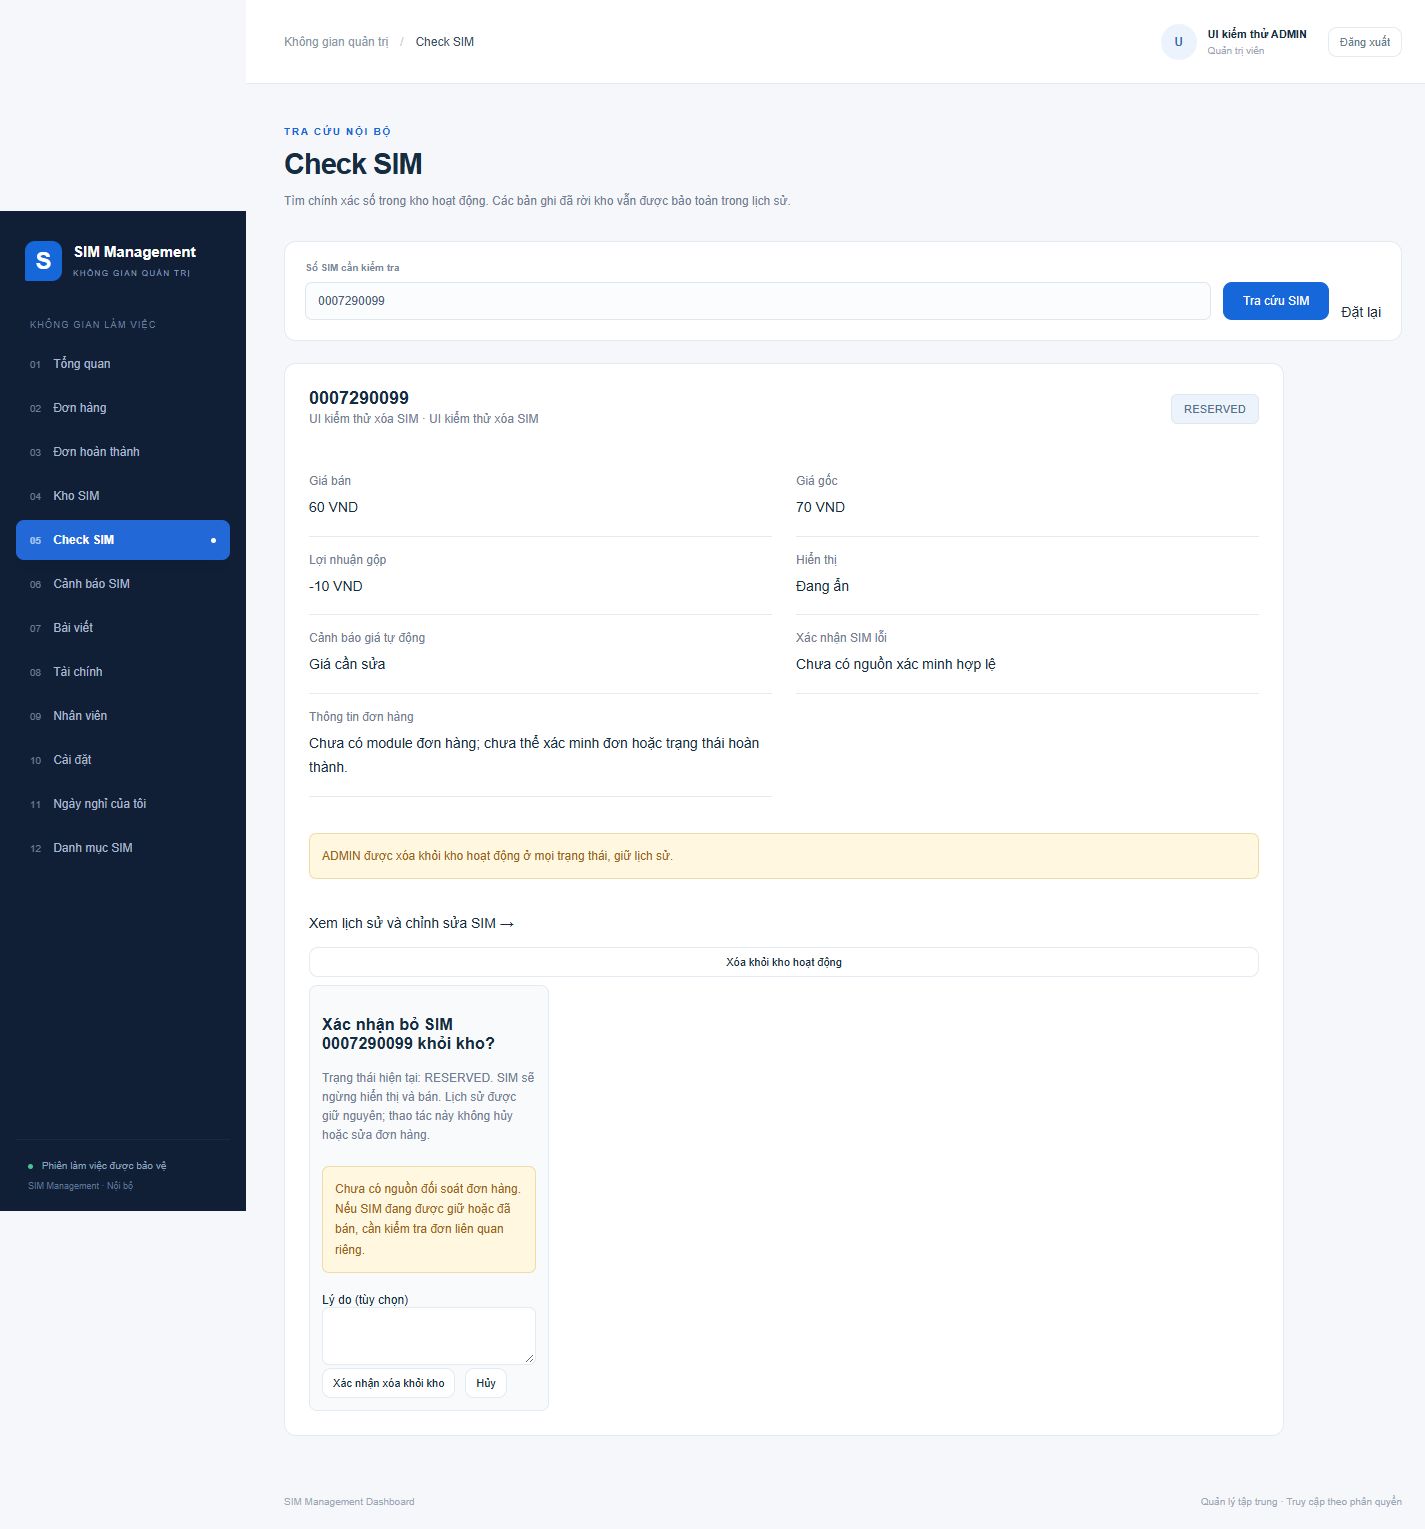 Không gian quản trị / Check SIM
U
UI kiểm thử ADMIN
Quản trị viên
Đăng xuất
S
SIM Management
KHÔNG GIAN QUẢN TRỊ
KHÔNG GIAN LÀM VIỆC
01 Tổng quan
02 Đơn hàng
03 Đơn hoàn thành
04 Kho SIM
05 Check SIM
06 Cảnh báo SIM
07 Bài viết
08 Tài chính
09 Nhân viên
10 Cài đặt
11 Ngày nghỉ của tôi
12 Danh mục SIM
Phiên làm việc được bảo vệ
SIM Management · Nội bộ
TRA CỨU NỘI BỘ
Check SIM
Tìm chính xác số trong kho hoạt động. Các bản ghi đã rời kho vẫn được bảo toàn trong lịch sử.
Số SIM cần kiểm tra
0007290099
Tra cứu SIM
Đặt lại
0007290099
UI kiểm thử xóa SIM · UI kiểm thử xóa SIM
RESERVED
Giá bán
60 VND
Giá gốc
70 VND
Lợi nhuận gộp
-10 VND
Hiển thị
Đang ẩn
Cảnh báo giá tự động
Giá cần sửa
Xác nhận SIM lỗi
Chưa có nguồn xác minh hợp lệ
Thông tin đơn hàng
Chưa có module đơn hàng; chưa thể xác minh đơn hoặc trạng thái hoàn
thành.
ADMIN được xóa khỏi kho hoạt động ở mọi trạng thái, giữ lịch sử.
Xem lịch sử và chỉnh sửa SIM →
Xóa khỏi kho hoạt động
Xác nhận bỏ SIM
0007290099 khỏi kho?
Trạng thái hiện tại: RESERVED. SIM sẽ
ngừng hiển thị và bán. Lịch sử được
giữ nguyên; thao tác này không hủy
hoặc sửa đơn hàng.
Chưa có nguồn đối soát đơn hàng.
Nếu SIM đang được giữ hoặc đã
bán, cần kiểm tra đơn liên quan
riêng.
Lý do (tùy chọn)
Xác nhận xóa khỏi kho
Hủy
SIM Management Dashboard
Quản lý tập trung · Truy cập theo phân quyền